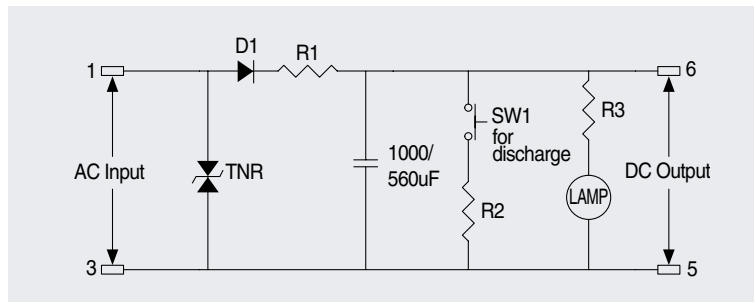 D1
R1
1
6
SW1
for
discharge
R3
AC Input
TNR
1000/
560uF
R2
LAMP
DC Output
3
5